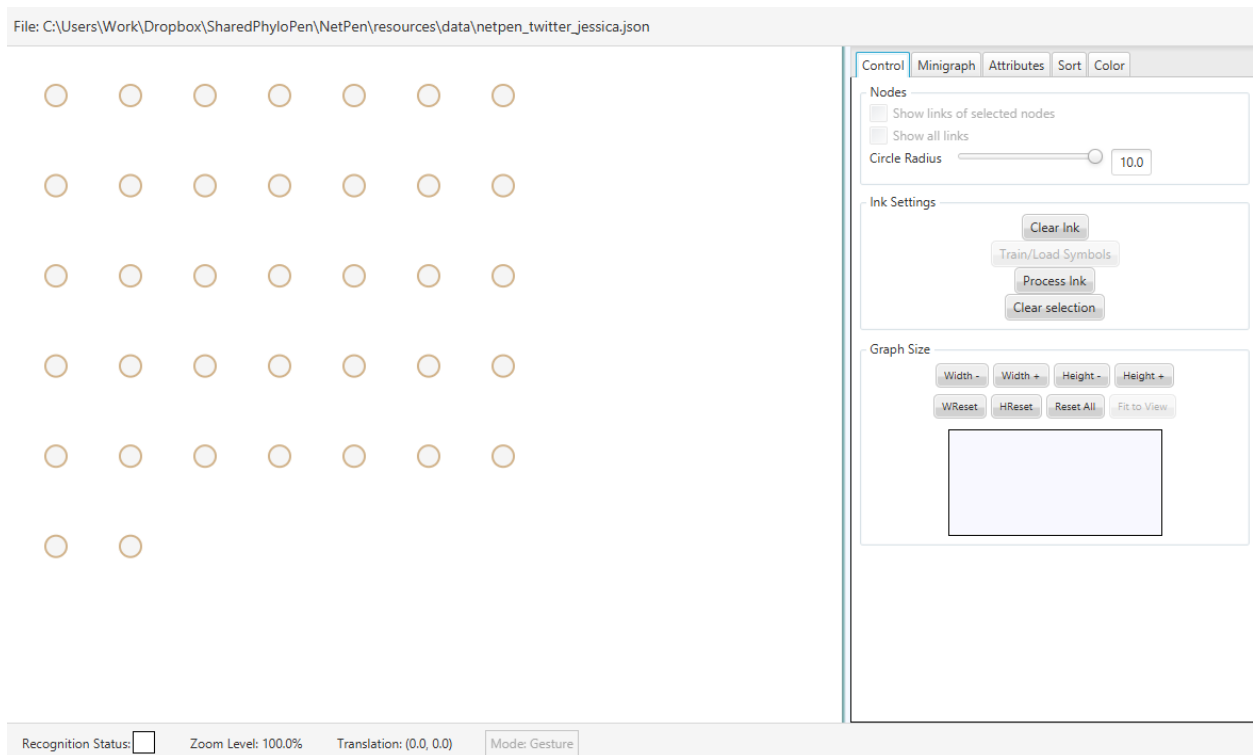 File: C:\Users\Work\Dropbox\SharedPhyloPen\NetPen\resources\data\netpen_twitter_jessica.json
Control Minigraph Attributes Sort Color
Nodes
Show links of selected nodes
Show all links
Circle Radius 10.0
Ink Settings
Clear Ink
Train/Load Symbols
Process Ink
Clear selection
Graph Size
Width - Width + Height - Height +
WReset HReset Reset All Fit to View
Recognition Status: Zoom Level: 100.0% Translation: (0.0, 0.0) Mode: Gesture